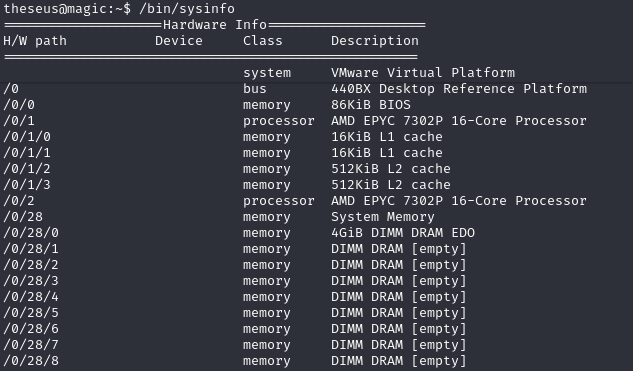 theseus@magic:~$ /bin/sysinfo
====================Hardware Info====================
H/W path           Device     Class      Description
====================================================
                              system     VMware Virtual Platform
/0                            bus        440BX Desktop Reference Platform
/0/0                          memory     86KiB BIOS
/0/1                          processor  AMD EPYC 7302P 16-Core Processor
/0/1/0                        memory     16KiB L1 cache
/0/1/1                        memory     16KiB L1 cache
/0/1/2                        memory     512KiB L2 cache
/0/1/3                        memory     512KiB L2 cache
/0/2                          processor  AMD EPYC 7302P 16-Core Processor
/0/28                         memory     System Memory
/0/28/0                       memory     4GiB DIMM DRAM EDO
/0/28/1                       memory     DIMM DRAM [empty]
/0/28/2                       memory     DIMM DRAM [empty]
/0/28/3                       memory     DIMM DRAM [empty]
/0/28/4                       memory     DIMM DRAM [empty]
/0/28/5                       memory     DIMM DRAM [empty]
/0/28/6                       memory     DIMM DRAM [empty]
/0/28/7                       memory     DIMM DRAM [empty]
/0/28/8                       memory     DIMM DRAM [empty]